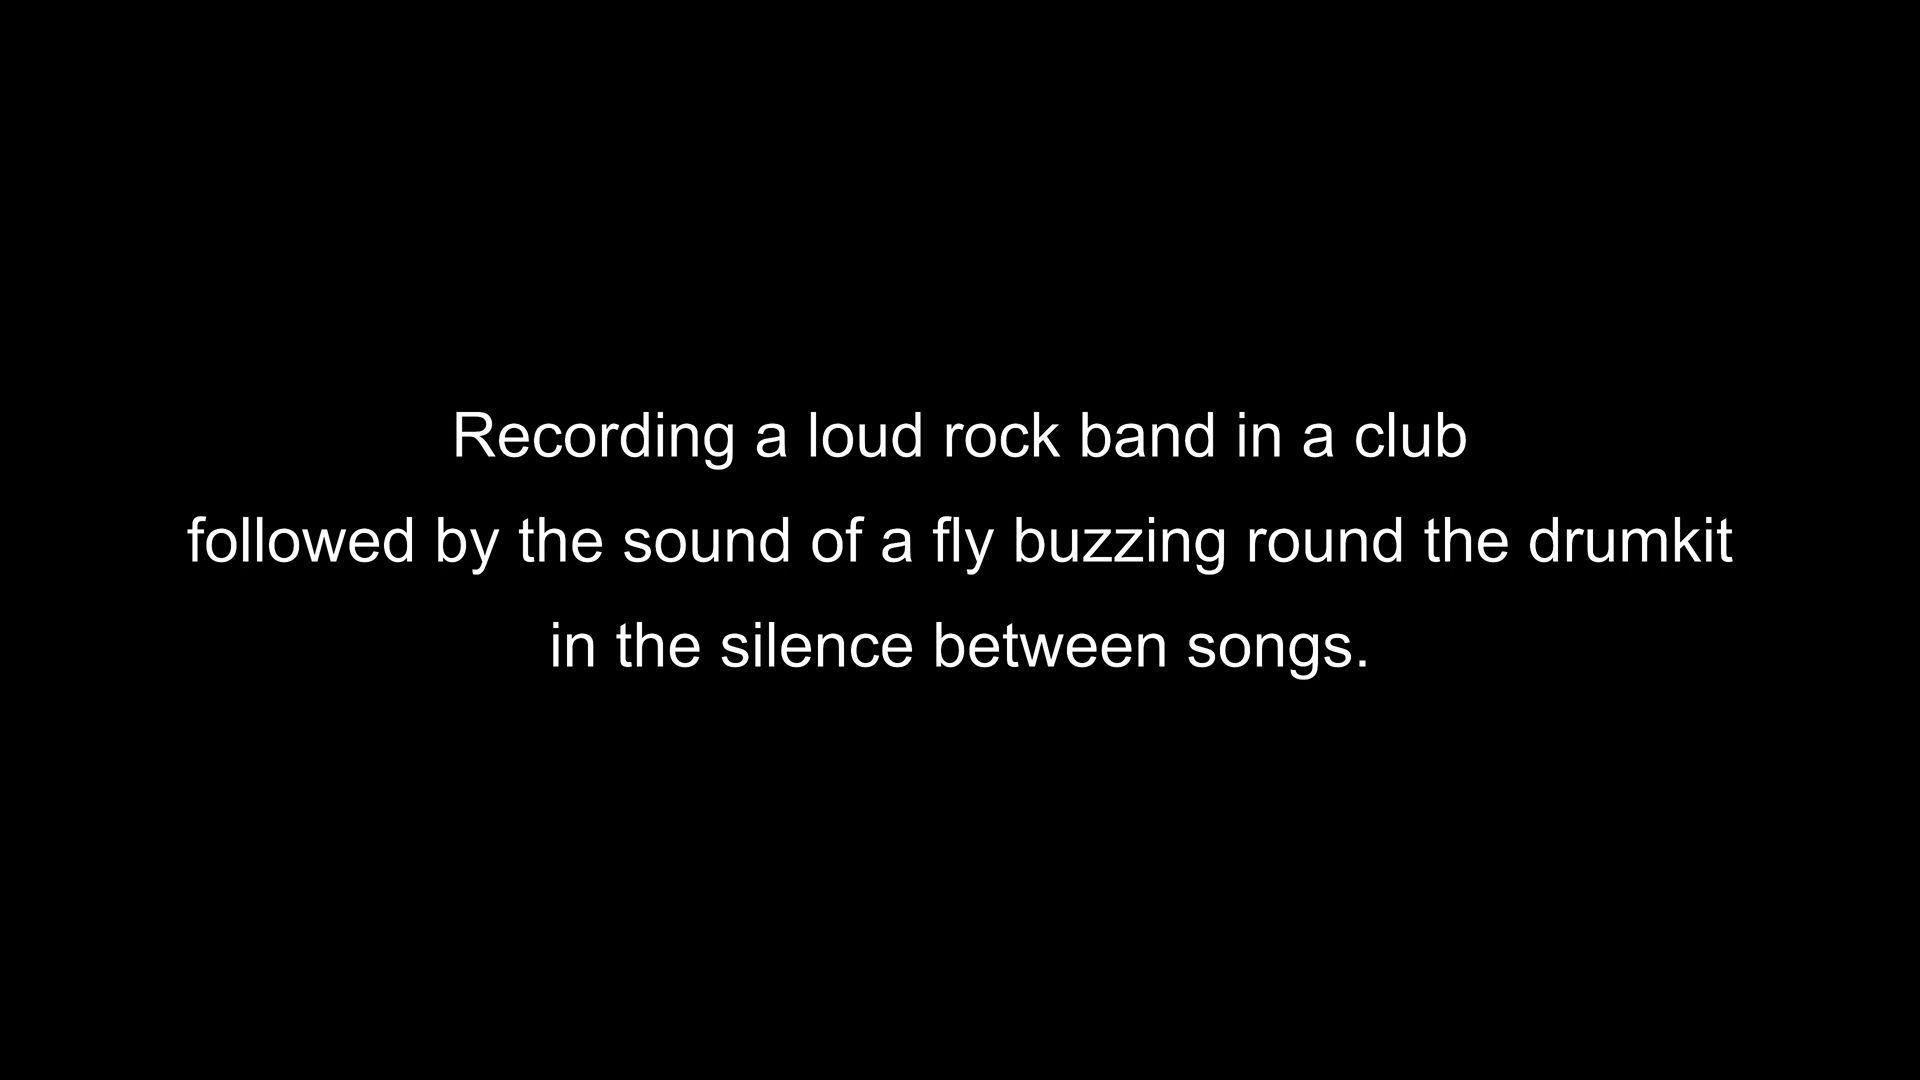 Recording a loud rock band in a club
followed by the sound of a fly buzzing round the drumkit
in the silence between songs.